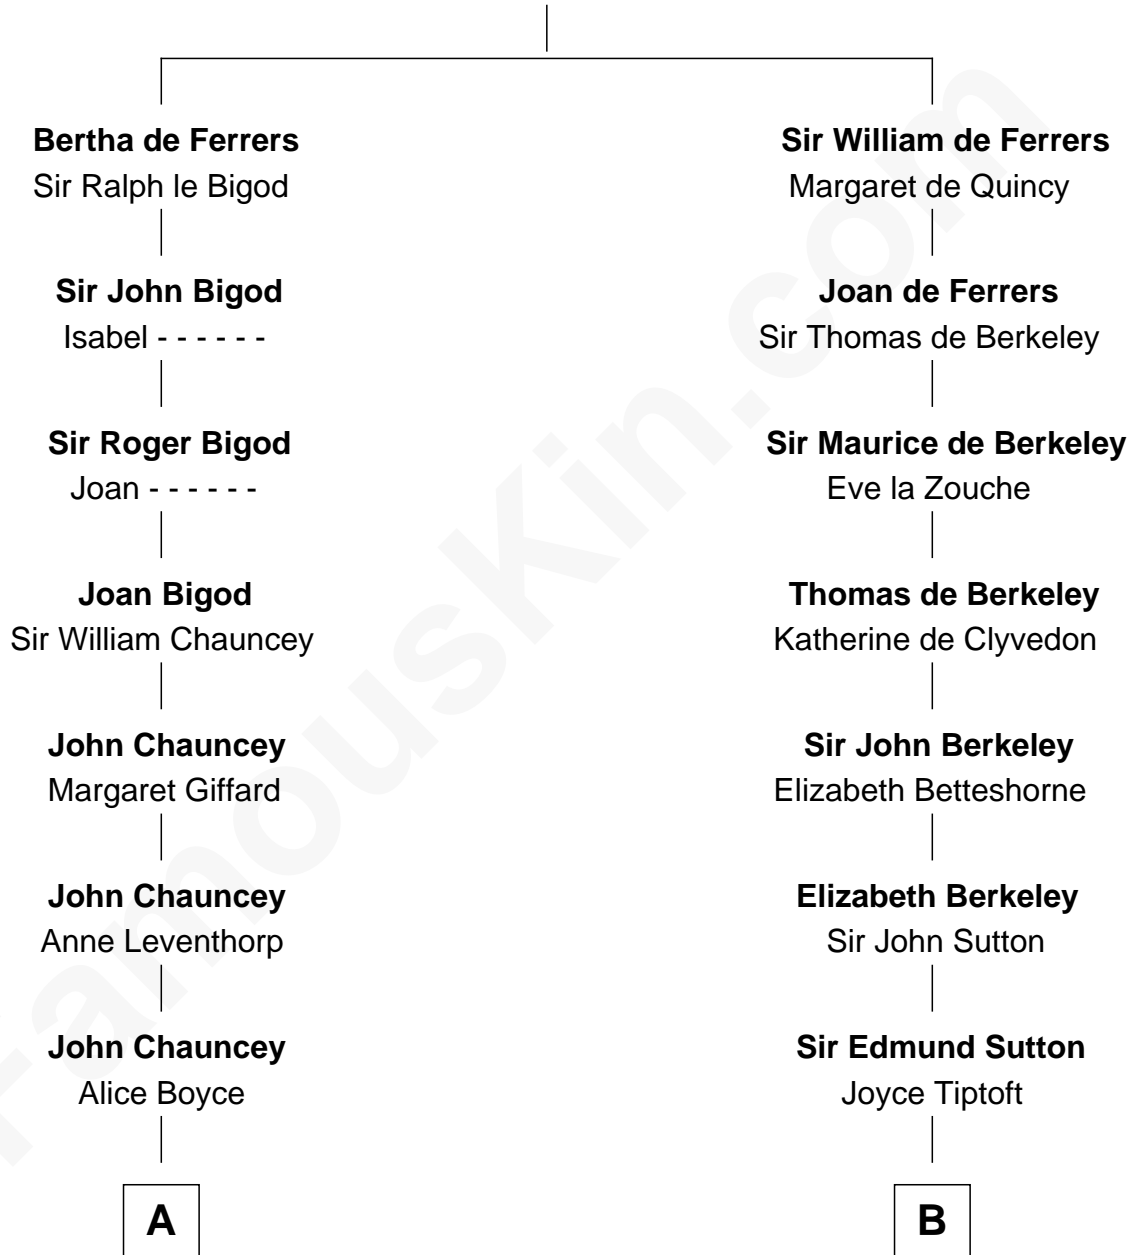 Bertha de Ferrers
Sir Ralph le Bigod
Sir William de Ferrers
Margaret de Quincy
Sir John Bigod
Isabel - - - - - -
Joan de Ferrers
Sir Thomas de Berkeley
Sir Roger Bigod
Joan - - - - - -
Sir Maurice de Berkeley
Eve la Zouche
Joan Bigod
Sir William Chauncey
Thomas de Berkeley
Katherine de Clyvedon
John Chauncey
Margaret Giffard
Sir John Berkeley
Elizabeth Betteshorne
John Chauncey
Anne Leventhorp
Elizabeth Berkeley
Sir John Sutton
John Chauncey
Alice Boyce
Sir Edmund Sutton
Joyce Tiptoft
A
B
FamousKin.com